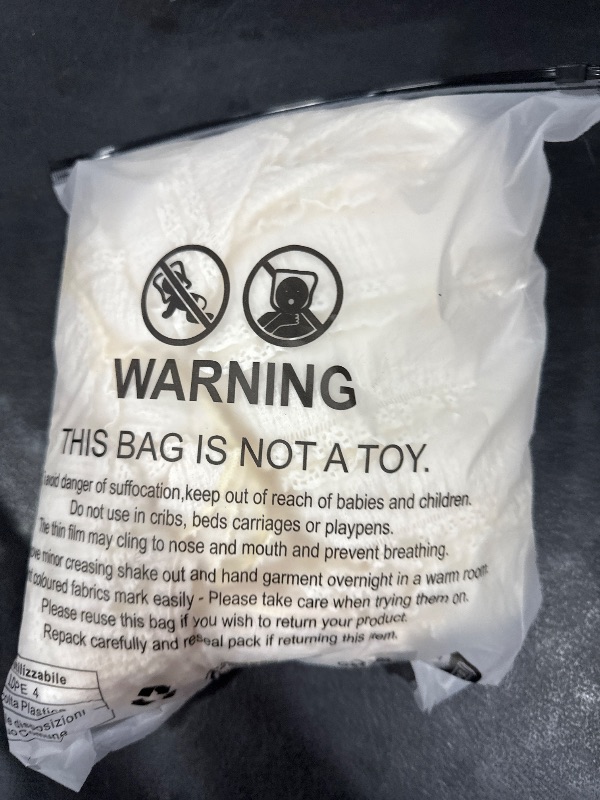 WARNING
THIS BAG IS NOT A TOY.
avoid danger of suffocation,keep out of reach of babies and children.
Do not use in cribs, beds carriages or playpens.
The thin film may cling to nose and mouth and prevent breathing.
minor creasing shake out and hand garment overnight in a warm room
coloured fabrics mark easily - Please take care when trying them on.
Please reuse this bag if you wish to return your product.
Repack carefully and reseal pack if returning this item.
LDPE 4